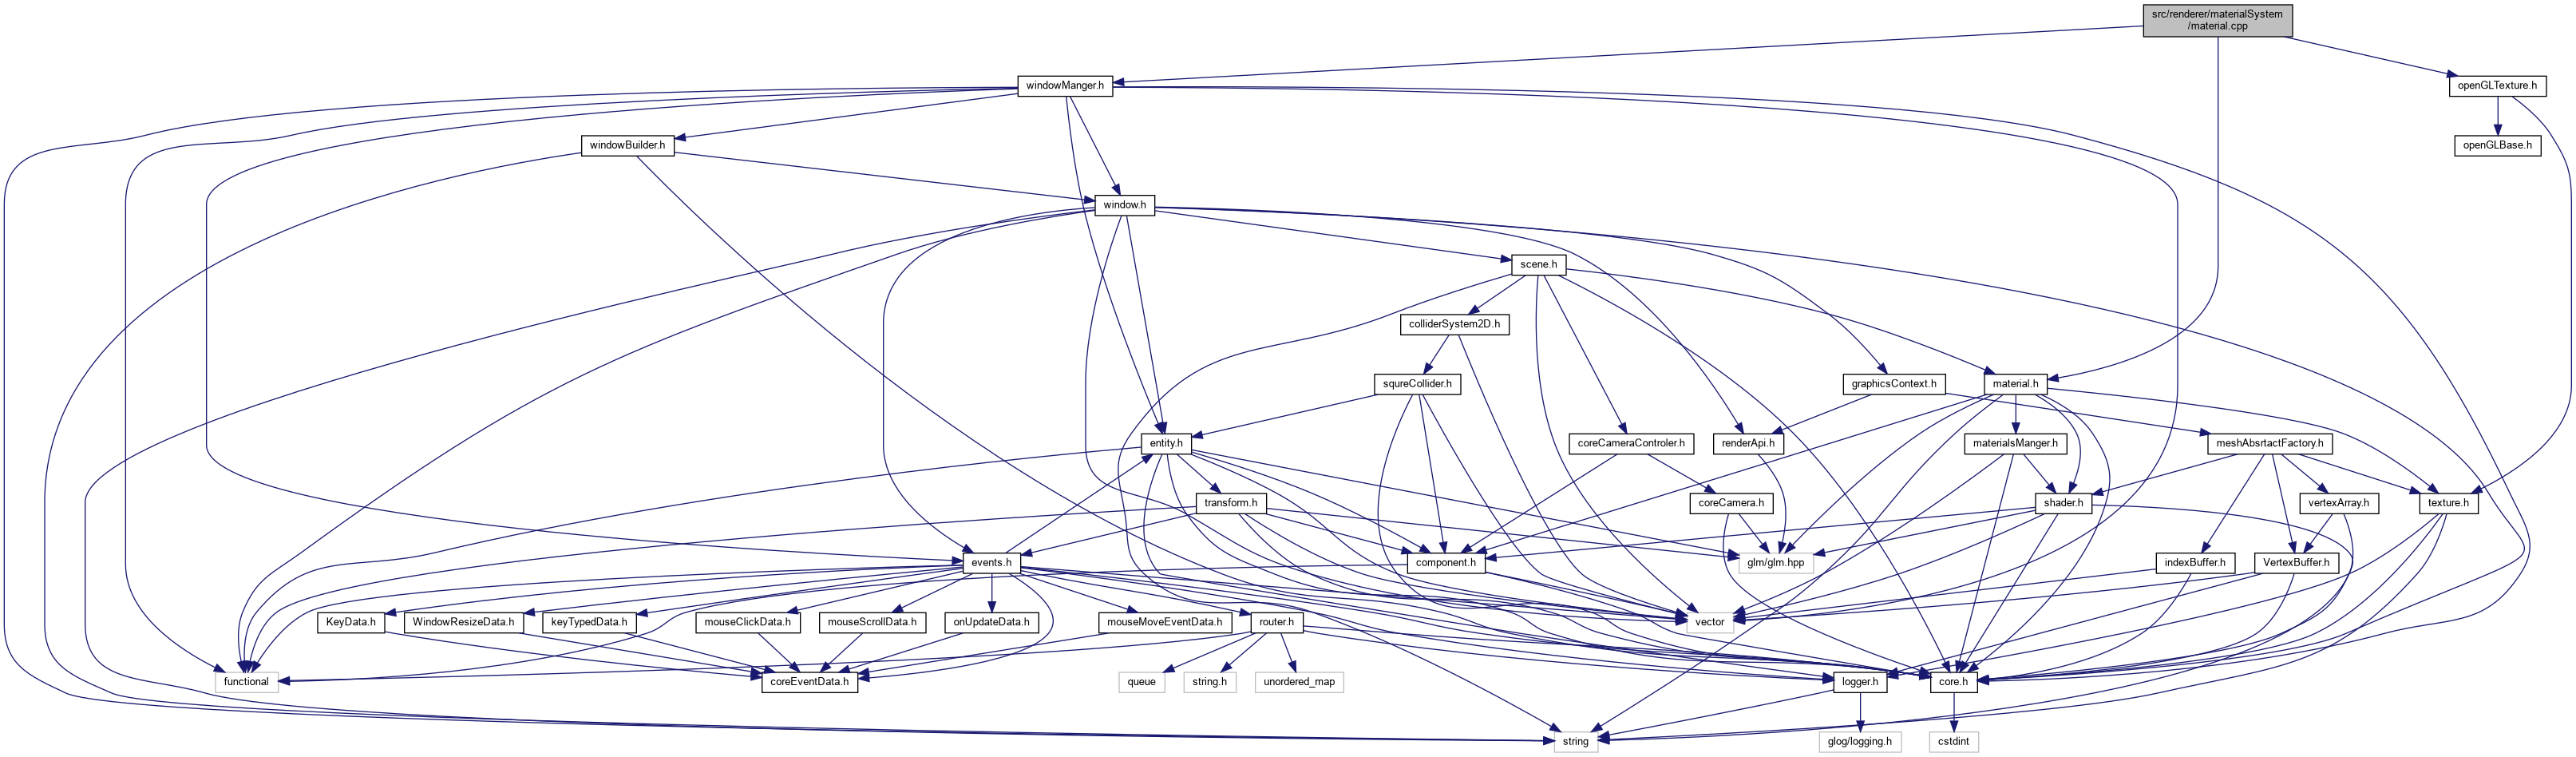 src/renderer/materialSystem
/material.cpp
windowManger.h
openGLTexture.h
windowBuilder.h
openGLBase.h
window.h
scene.h
colliderSystem2D.h
squreCollider.h
graphicsContext.h
material.h
entity.h
coreCameraControler.h
renderApi.h
materialsManger.h
meshAbsrtactFactory.h
transform.h
coreCamera.h
shader.h
vertexArray.h
texture.h
events.h
component.h
glm/glm.hpp
indexBuffer.h
VertexBuffer.h
KeyData.h
WindowResizeData.h
keyTypedData.h
mouseClickData.h
mouseScrollData.h
onUpdateData.h
mouseMoveEventData.h
router.h
vector
functional
coreEventData.h
queue
string.h
unordered_map
logger.h
core.h
string
glog/logging.h
cstdint